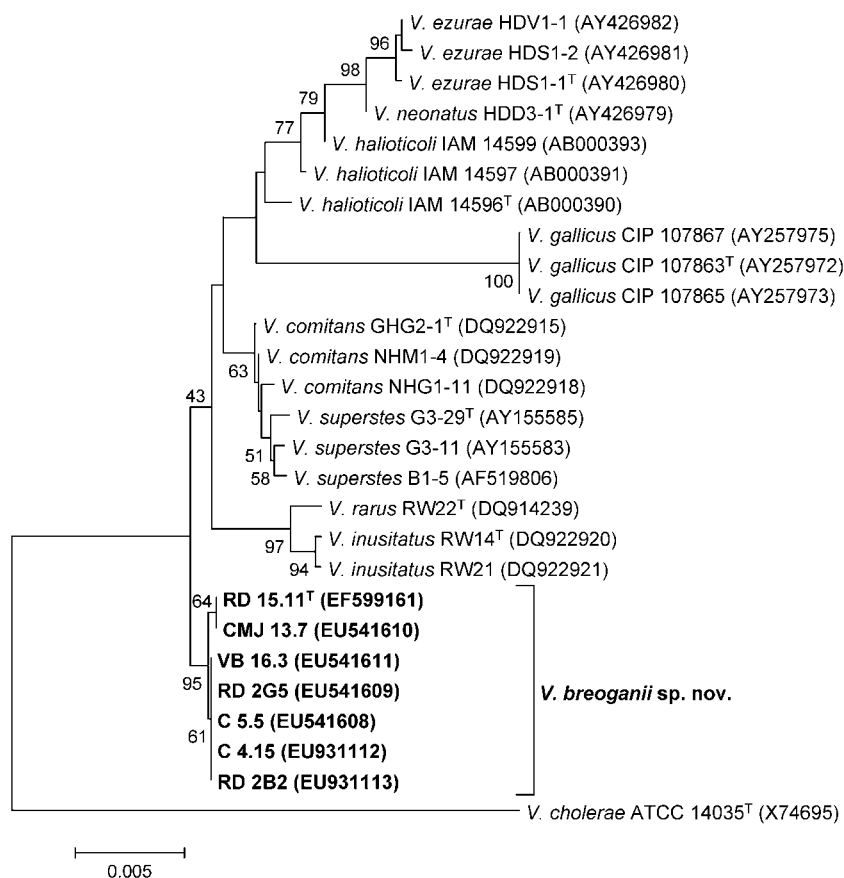 V. ezurae HDV1-1 (AY426982)
96
V. ezurae HDS1-2 (AY426981)
98
V. ezurae HDS1-1ᵀ (AY426980)
79
V. neonatus HDD3-1ᵀ (AY426979)
77
V. halioticoli IAM 14599 (AB000393)
V. halioticoli IAM 14597 (AB000391)
V. halioticoli IAM 14596ᵀ (AB000390)
V. gallicus CIP 107867 (AY257975)
V. gallicus CIP 107863ᵀ (AY257972)
100
V. gallicus CIP 107865 (AY257973)
V. comitans GHG2-1ᵀ (DQ922915)
V. comitans NHM1-4 (DQ922919)
63
V. comitans NHG1-11 (DQ922918)
43
V. superstes G3-29ᵀ (AY155585)
V. superstes G3-11 (AY155583)
51
58
V. superstes B1-5 (AF519806)
V. rarus RW22ᵀ (DQ914239)
V. inusitatus RW14ᵀ (DQ922920)
97
94
V. inusitatus RW21 (DQ922921)
64
RD 15.11ᵀ (EF599161)
CMJ 13.7 (EU541610)
VB 16.3 (EU541611)
95
RD 2G5 (EU541609)
V. breoganii sp. nov.
C 5.5 (EU541608)
61
C 4.15 (EU931112)
RD 2B2 (EU931113)
V. cholerae ATCC 14035ᵀ (X74695)
0.005